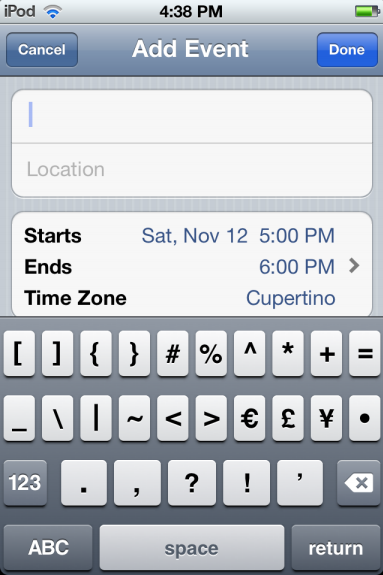 iPod 4:38 PM
Cancel Add Event Done
Location
Starts Sat, Nov 12 5:00 PM
Ends 6:00 PM
Time Zone Cupertino
[ ] { } # % ^ * + =
_ \ | ~ < > € £ ¥ •
123 . , ? ! ’
ABC space return